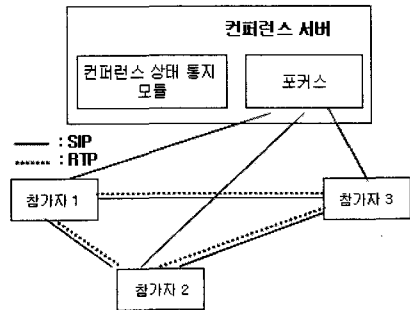 컨퍼런스 서버
컨퍼런스 상태 통지
모듈
포커스
: SIP
: RTP
참가자 1
참가자 3
참가자 2